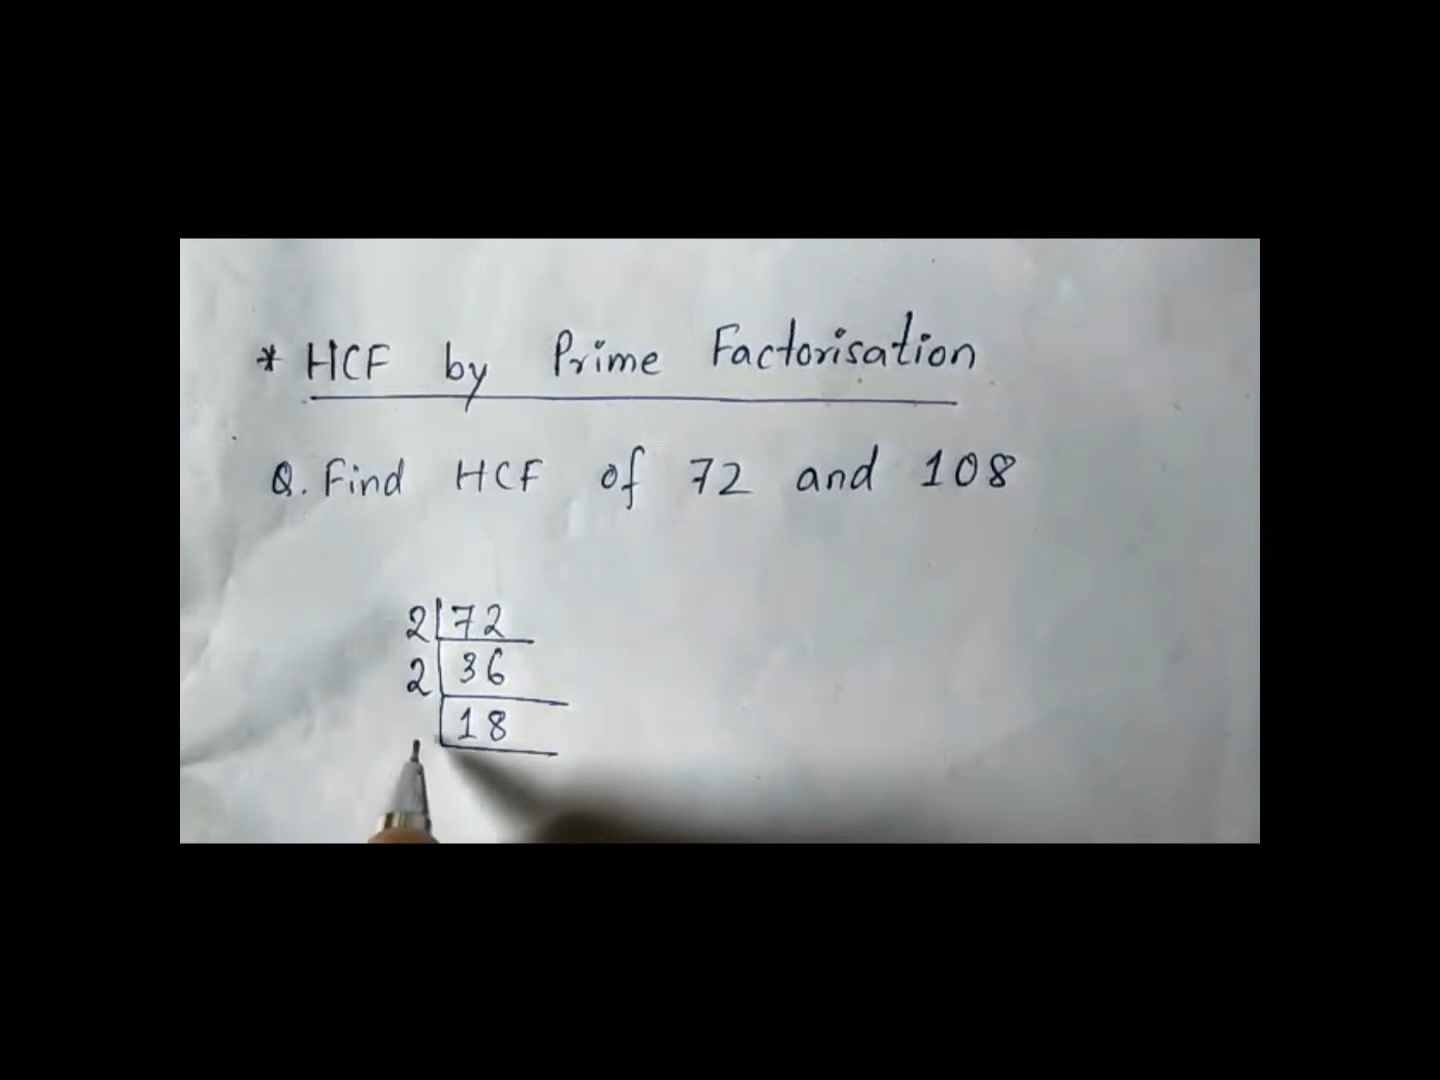 * HCF by Prime Factorisation
Q. Find HCF of 72 and 108
2 72
2 36
18